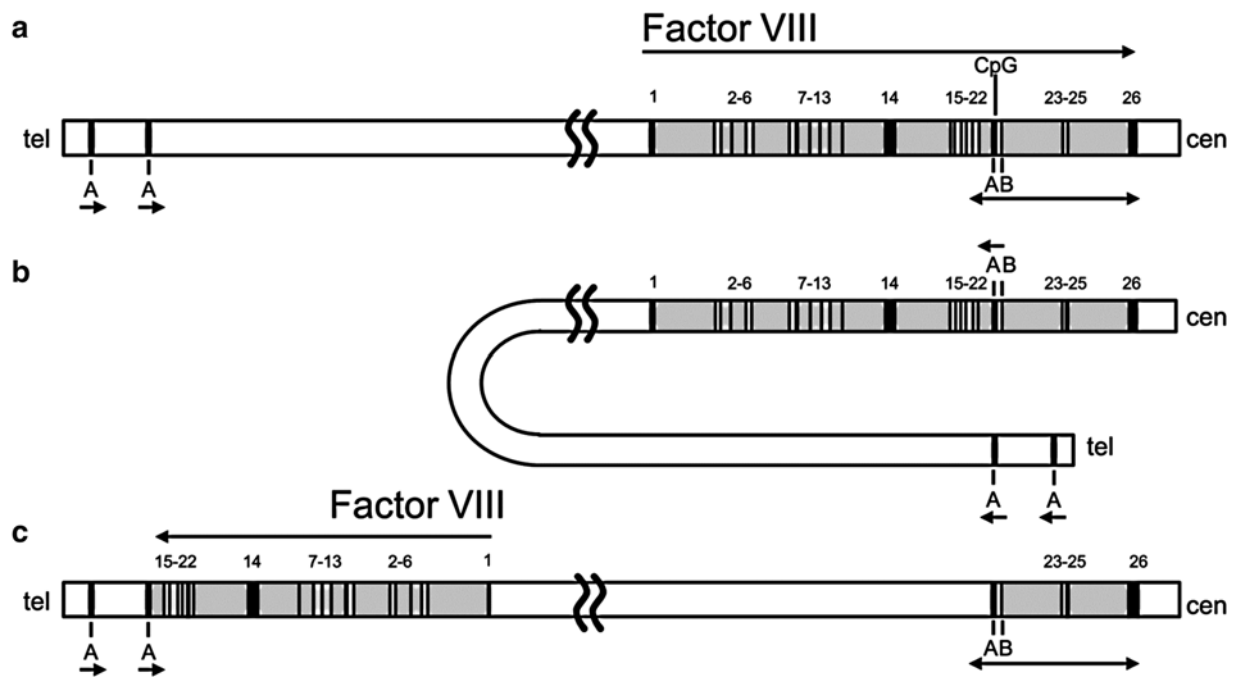 a
Factor VIII
CpG
1 2-6 7-13 14 15-22 23-25 26
tel cen
A A AB
b
AB
1 2-6 7-13 14 15-22 23-25 26
cen
tel
A A
Factor VIII
c
15-22 14 7-13 2-6 1 23-25 26
tel cen
A A AB